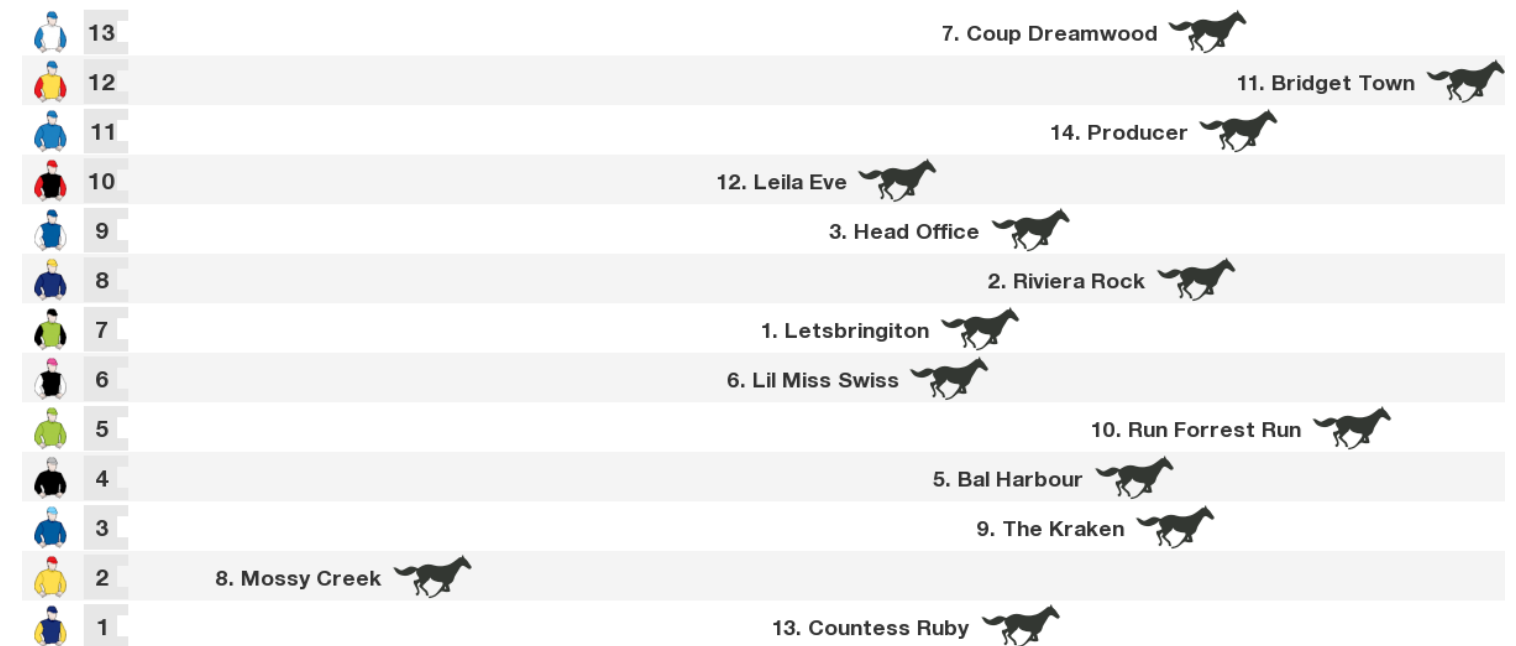 13 7. Coup Dreamwood
12 11. Bridget Town
11 14. Producer
10 12. Leila Eve
9 3. Head Office
8 2. Riviera Rock
7 1. Letsbringiton
6 6. Lil Miss Swiss
5 10. Run Forrest Run
4 5. Bal Harbour
3 9. The Kraken
2 8. Mossy Creek
1 13. Countess Ruby